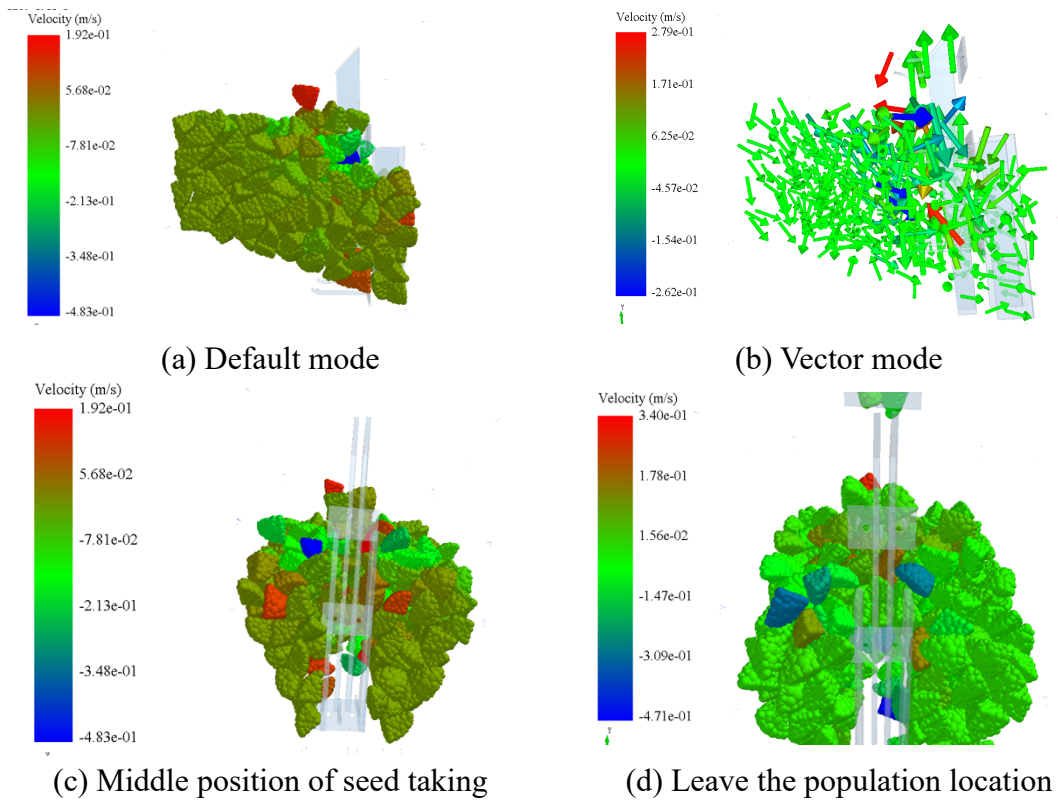 Velocity (m/s)
1.92e-01
5.68e-02
-7.81e-02
-2.13e-01
-3.48e-01
-4.83e-01
(a) Default mode
Velocity (m/s)
2.79e-01
1.71e-01
6.25e-02
-4.57e-02
-1.54e-01
-2.62e-01
(b) Vector mode
Velocity (m/s)
1.92e-01
5.68e-02
-7.81e-02
-2.13e-01
-3.48e-01
-4.83e-01
(c) Middle position of seed taking
Velocity (m/s)
3.40e-01
1.78e-01
1.56e-02
-1.47e-01
-3.09e-01
-4.71e-01
(d) Leave the population location